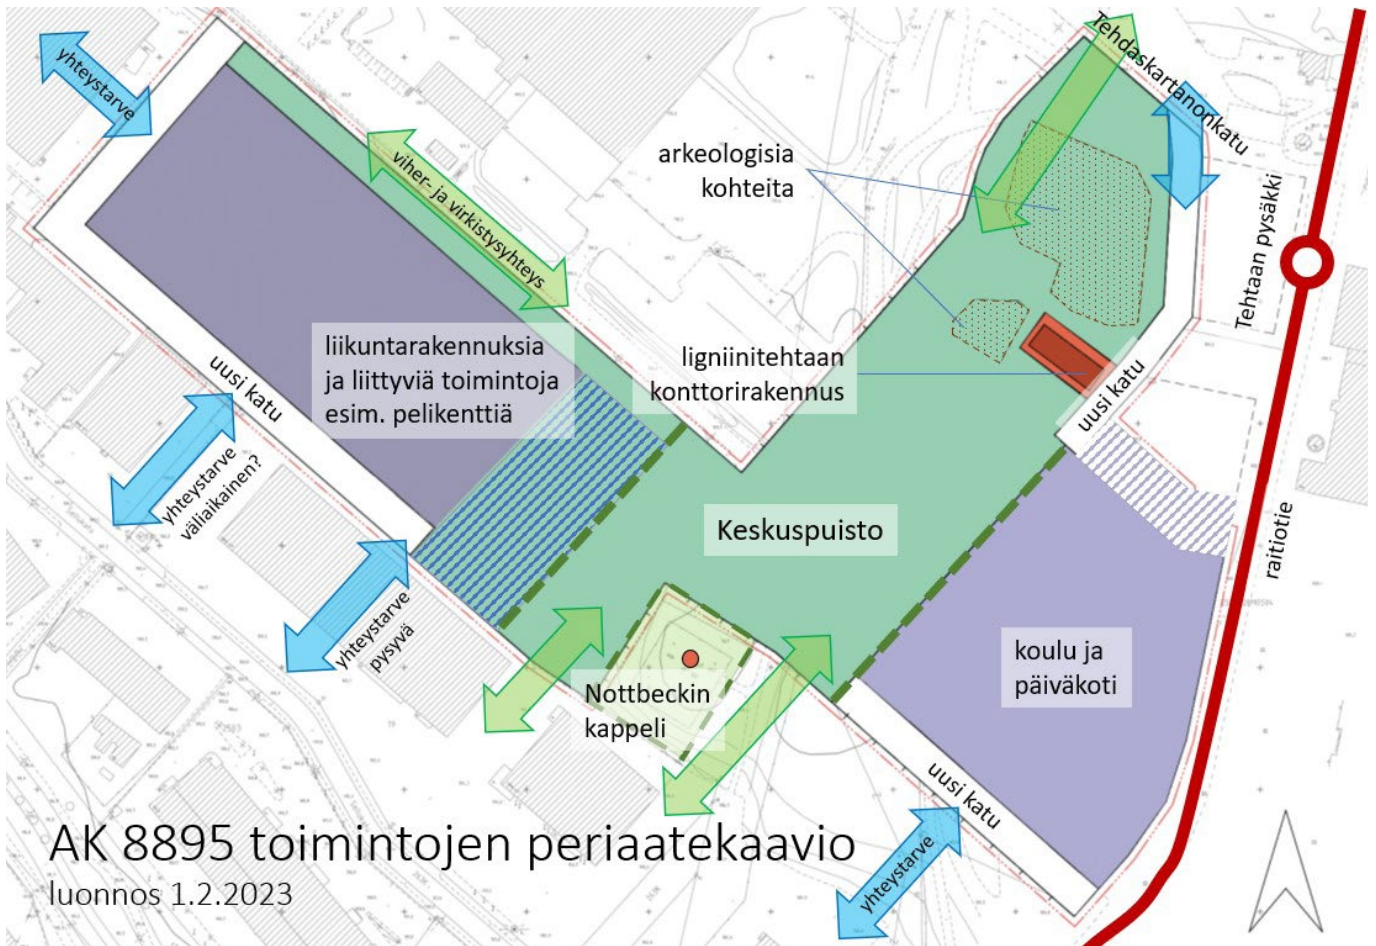 yhteystarve
viher- ja virkistysyhteys
Tehdaskartanonkatu
arkeologisia
kohteita
Tehtaan pysäkki
liikuntarakennuksia
ja liittyviä toimintoja
esim. pelikenttiä
ligniinitehtaan
konttorirakennus
uusi katu
uusi katu
yhteystarve
väliaikainen?
Keskuspuisto
raitiotie
yhteystarve
pysyvä
koulu ja
päiväkoti
Nottbeckin
kappeli
uusi katu
yhteystarve
AK 8895 toimintojen periaatekaavio
luonnos 1.2.2023